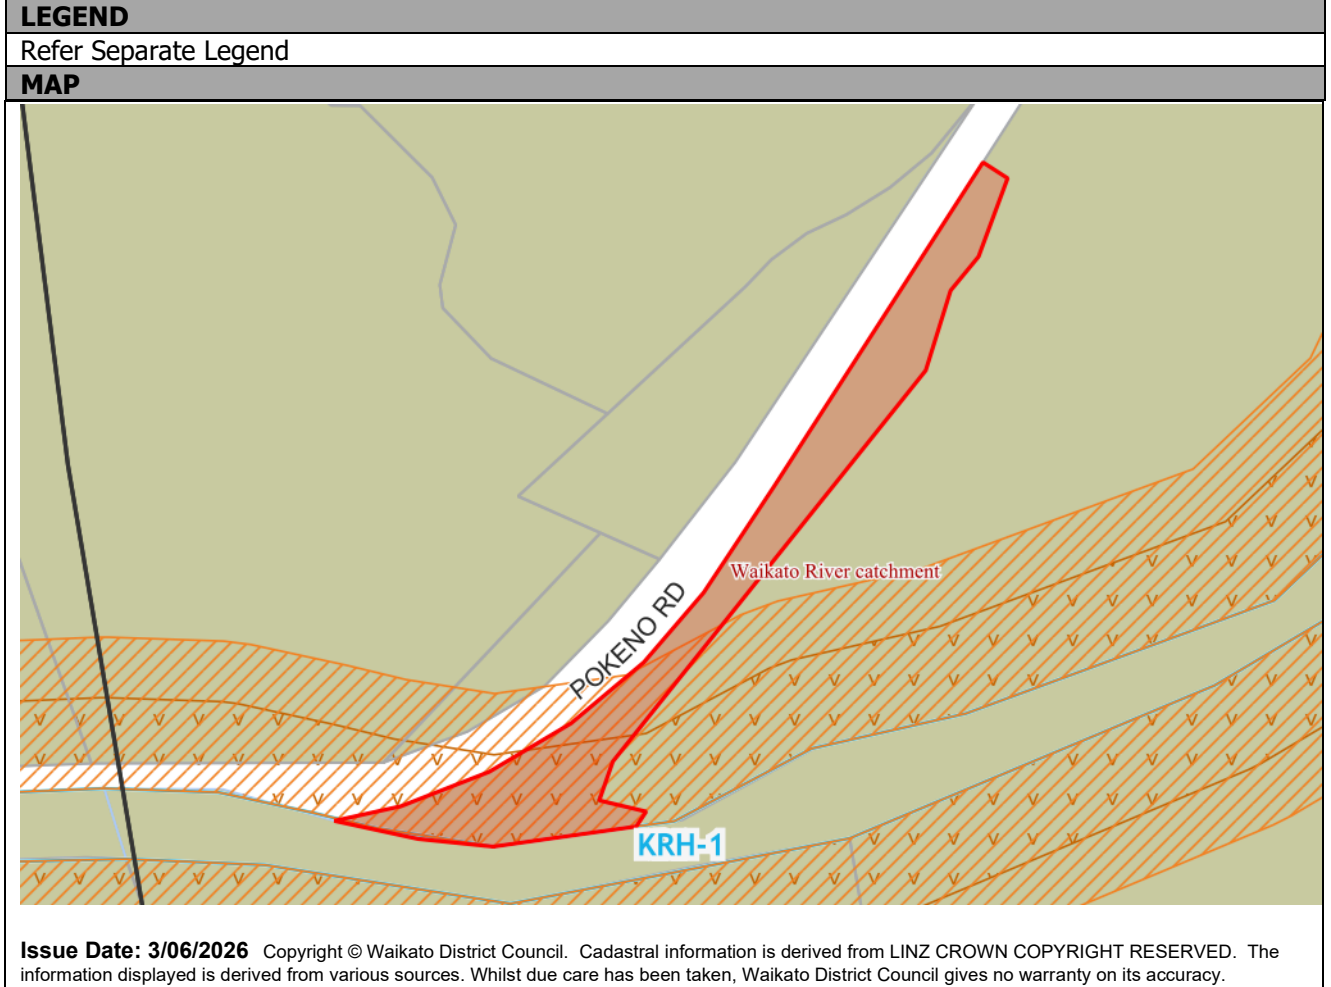 LEGEND
Refer Separate Legend
MAP
Waikato River catchment
POKENO RD
KRH-1
Issue Date: 3/06/2026 Copyright © Waikato District Council. Cadastral information is derived from LINZ CROWN COPYRIGHT RESERVED. The
information displayed is derived from various sources. Whilst due care has been taken, Waikato District Council gives no warranty on its accuracy.